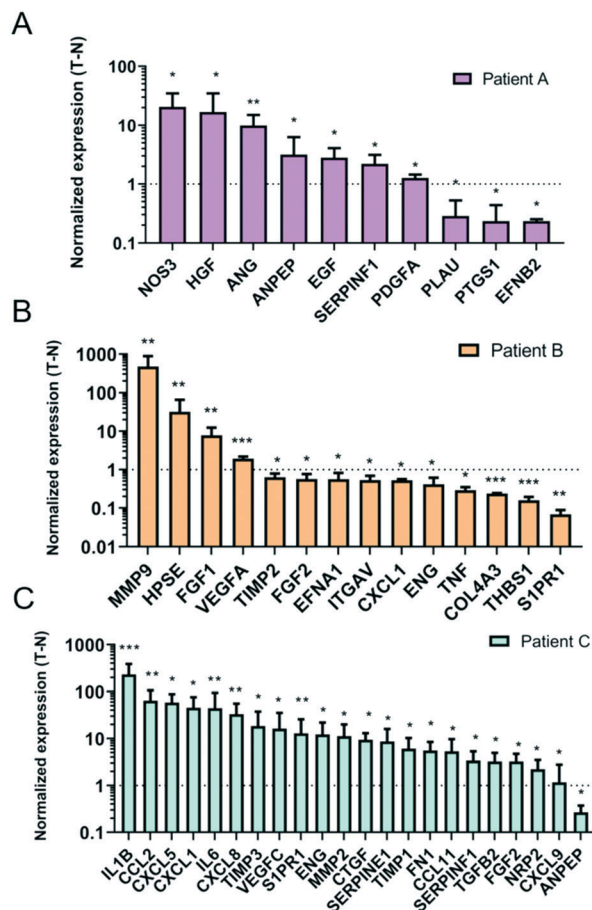 A
Normalized expression (T-N)
100
10
1
0.1
* * ** * * * * * * *
Patient A
NOS3 HGF ANG ANPEP EGF SERPINF1 PDGFA PLAU PTGS1 EFNB2
B
Normalized expression (T-N)
1000
100
10
1
0.1
0.01
** ** ** *** * * * * * * * *** *** **
Patient B
MMP9 HPSE FGF1 VEGFA TIMP2 FGF2 EFNA1 ITGAV CXCL1 ENG TNF COL4A3 THBS1 S1PR1
C
Normalized expression (T-N)
1000
100
10
1
0.1
*** ** * * ** ** * * ** * * * * * * * * * * * * *
Patient C
IL1B CCL2 CXCL5 CXCL1 IL6 CXCL8 TIMP3 VEGFC S1PR1 ENG MMP2 CTGF SERPINE1 TIMP1 FN1 CCL11 SERPINF1 TGFB2 FGF2 NRP2 CXCL9 ANPEP